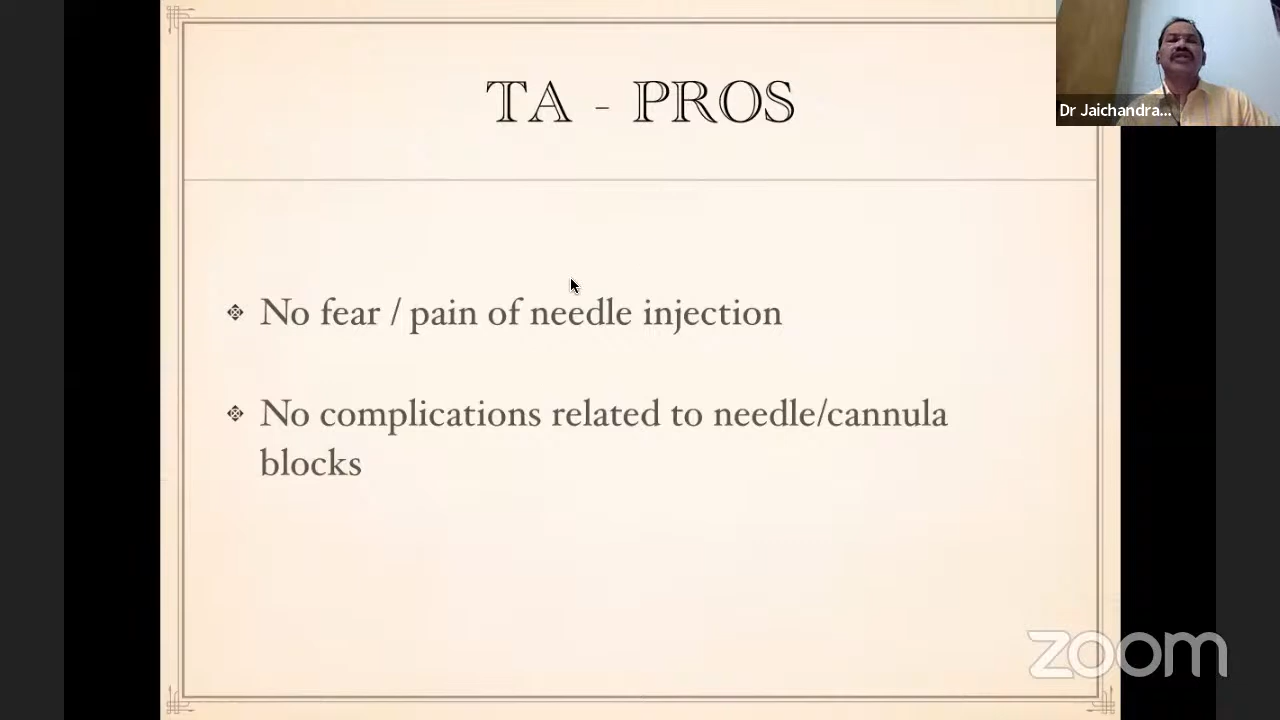 TA - PROS
Dr Jaichandra...
No fear / pain of needle injection
No complications related to needle/cannula
blocks
zoom